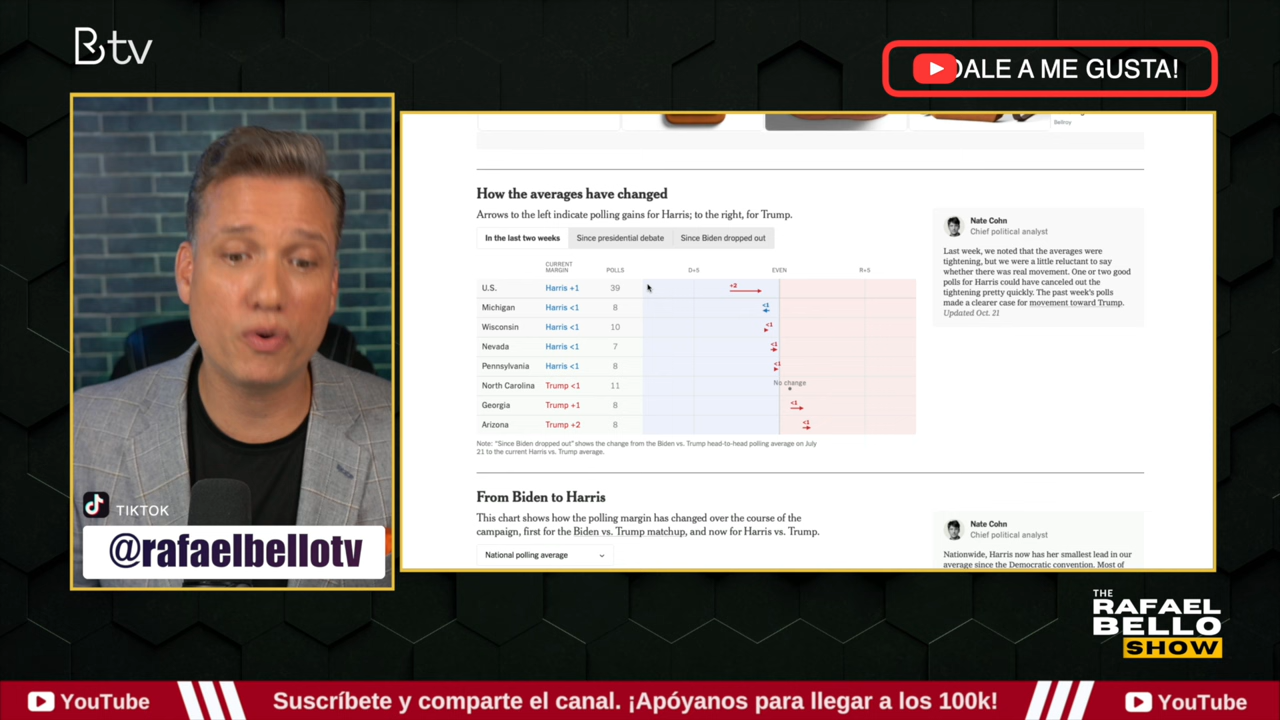 Btv
DALE A ME GUSTA!
Bellroy
How the averages have changed
Arrows to the left indicate polling gains for Harris; to the right, for Trump.
In the last two weeks Since presidential debate Since Biden dropped out
CURRENT MARGIN POLLS D+5 EVEN R+5
U.S. Harris +1 39 +2
Michigan Harris <1 8 <1
Wisconsin Harris <1 10 <1
Nevada Harris <1 7 <1
Pennsylvania Harris <1 8 <1
North Carolina Trump <1 11 No change
Georgia Trump +1 8 <1
Arizona Trump +2 8 <1
Note: "Since Biden dropped out" shows the change from the Biden vs. Trump head-to-head polling average on July
21 to the current Harris vs. Trump average.
Nate Cohn
Chief political analyst
Last week, we noted that the averages were
tightening, but we were a little reluctant to say
whether there was real movement. One or two good
polls for Harris could have canceled out the
tightening pretty quickly. The past week's polls
made a clearer case for movement toward Trump.
Updated Oct. 21
From Biden to Harris
This chart shows how the polling margin has changed over the course of the
campaign, first for the Biden vs. Trump matchup, and now for Harris vs. Trump.
National polling average
Nate Cohn
Chief political analyst
Nationwide, Harris now has her smallest lead in our
average since the Democratic convention. Most of
TIKTOK
@rafaelbellotv
THE
RAFAEL
BELLO
SHOW
YouTube
Suscríbete y comparte el canal. ¡Apóyanos para llegar a los 100k!
YouTube